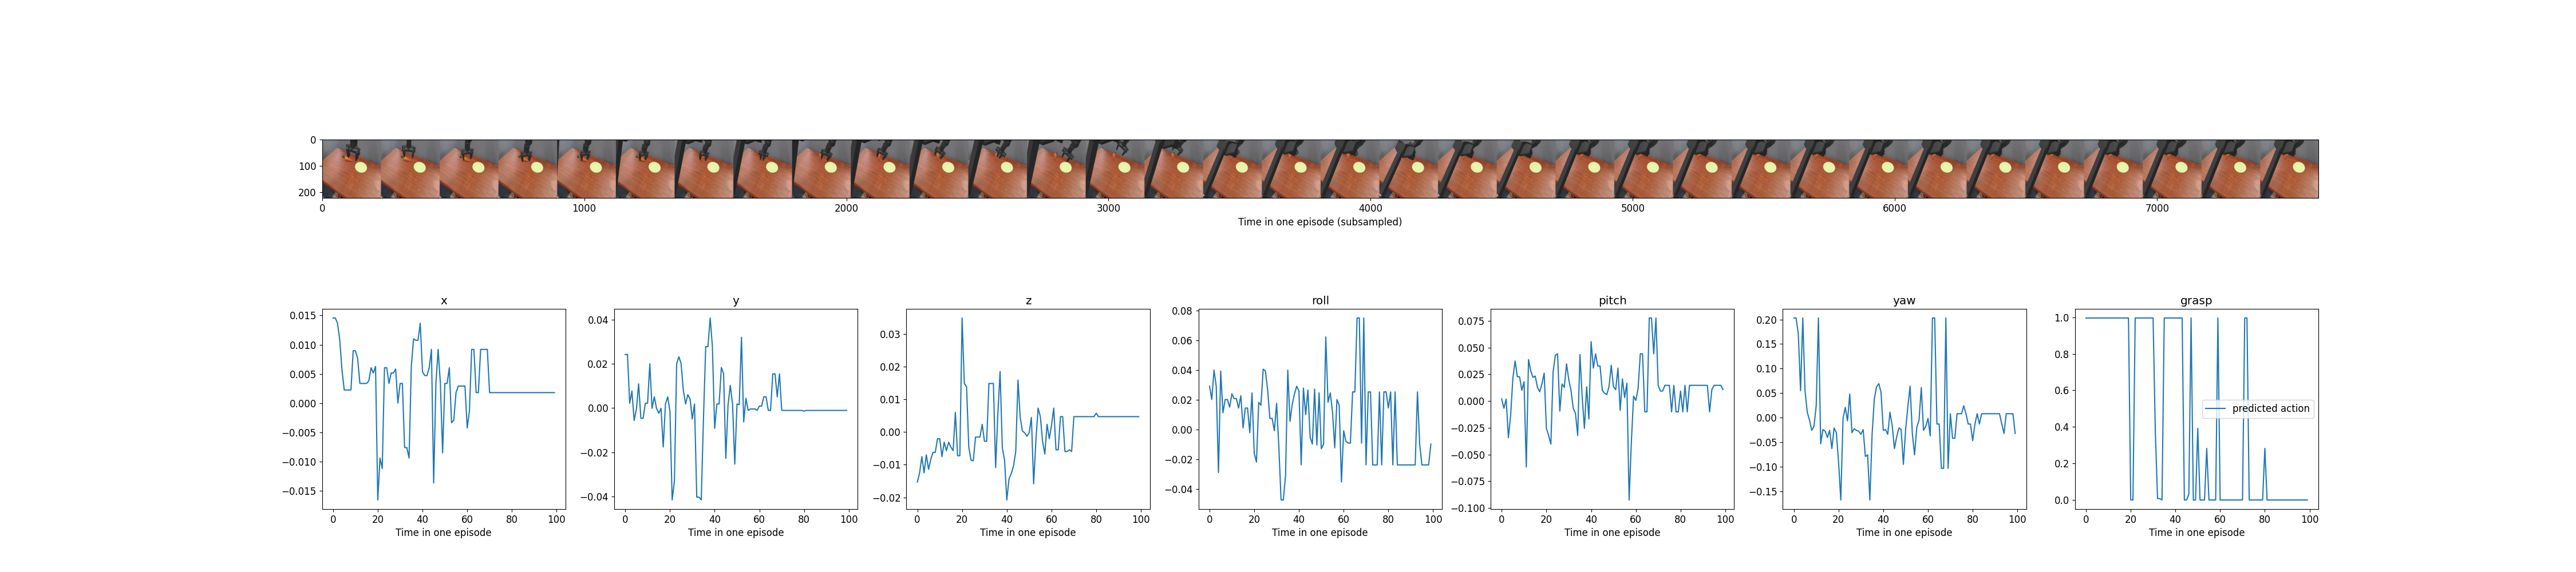 0
100
200
0 1000 2000 3000 4000 5000 6000 7000
Time in one episode (subsampled)
x y z roll pitch yaw grasp
0.015
0.010
0.005
0.000
−0.005
−0.010
−0.015
0 20 40 60 80 100
Time in one episode
0.04
0.02
0.00
−0.02
−0.04
0 20 40 60 80 100
Time in one episode
0.03
0.02
0.01
0.00
−0.01
−0.02
0 20 40 60 80 100
Time in one episode
0.08
0.06
0.04
0.02
0.00
−0.02
−0.04
0 20 40 60 80 100
Time in one episode
0.075
0.050
0.025
0.000
−0.025
−0.050
−0.075
−0.100
0 20 40 60 80 100
Time in one episode
0.20
0.15
0.10
0.05
0.00
−0.05
−0.10
−0.15
0 20 40 60 80 100
Time in one episode
1.0
0.8
0.6
0.4
0.2
0.0
predicted action
0 20 40 60 80 100
Time in one episode